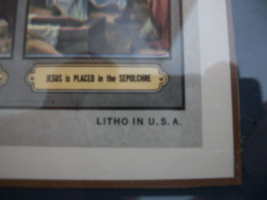 JESUS is PLACED in the SEPULCHRE
LITHO IN U.S.A.